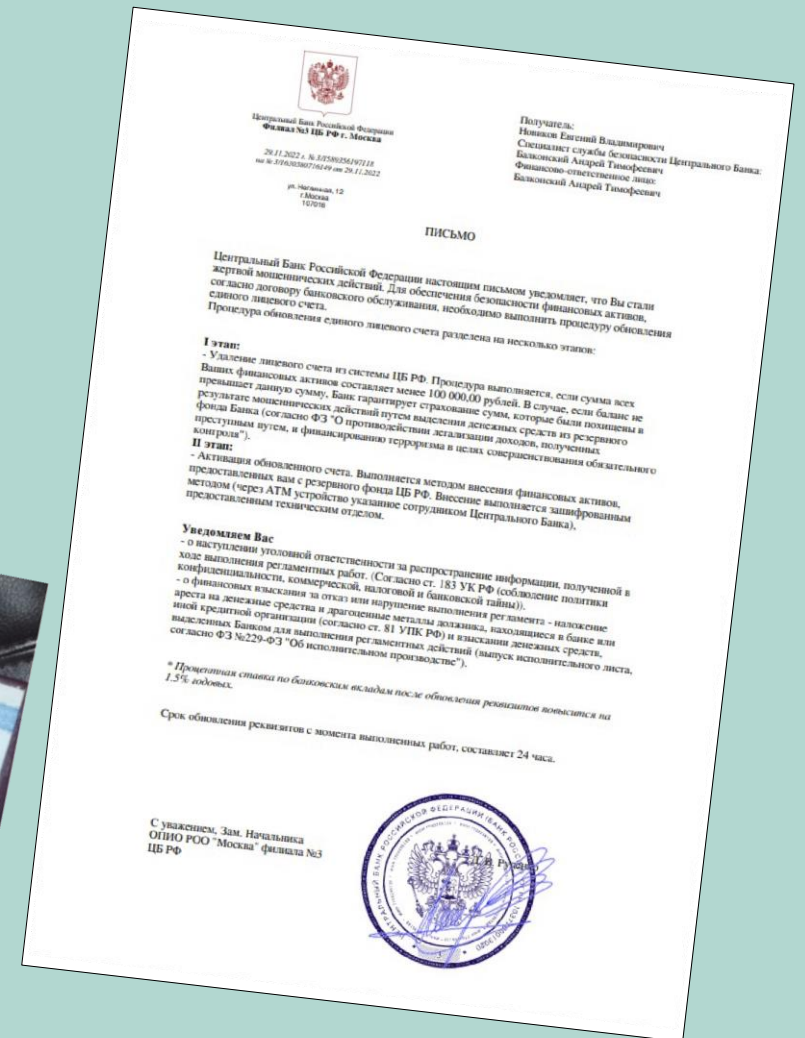 Центральный Банк Российской Федерации
Филиал №3 ЦБ РФ г. Москва
29.11.2022 г. № 3/Л589356197118
на № 3/1630580716149 от 29.11.2022
ул. Неглинная, 12
г.Москва
107016
Получатель:
Новиков Евгений Владимирович
Специалист службы безопасности Центрального Банка:
Балконский Андрей Тимофеевич
Финансово-ответственное лицо:
Балконский Андрей Тимофеевич
ПИСЬМО
Центральный Банк Российской Федерации настоящим письмом уведомляет, что Вы стали
жертвой мошеннических действий. Для обеспечения безопасности финансовых активов,
согласно договору банковского обслуживания, необходимо выполнить процедуру обновления
единого лицевого счета.
Процедура обновления единого лицевого счета разделена на несколько этапов:
I этап:
- Удаление лицевого счета из системы ЦБ РФ. Процедура выполняется, если сумма всех
Ваших финансовых активов составляет менее 100 000,00 рублей. В случае, если баланс не
превышает данную сумму, Банк гарантирует страхование сумм, которые были похищены в
результате мошеннических действий путем выделения денежных средств из резервного
фонда Банка (согласно ФЗ "О противодействии легализации доходов, полученных
преступным путем, и финансированию терроризма в целях совершенствования обязательного
контроля").
II этап:
- Активация обновленного счета. Выполняется методом внесения финансовых активов,
предоставленных вам с резервного фонда ЦБ РФ. Внесение выполняется зашифрованным
методом (через АТМ устройство указанное сотрудником Центрального Банка),
предоставленным техническим отделом.
Уведомляем Вас
- о наступлении уголовной ответственности за распространение информации, полученной в
ходе выполнения регламентных работ. (Согласно ст. 183 УК РФ (соблюдение политики
конфиденциальности, коммерческой, налоговой и банковской тайны)).
- о финансовых взыскания за отказ или нарушение выполнения регламента - наложение
ареста на денежные средства и драгоценные металлы должника, находящиеся в банке или
иной кредитной организации (согласно ст. 81 УПК РФ) и взыскании денежных средств,
выделенных Банком для выполнения регламентных действий (выпуск исполнительного листа,
согласно ФЗ №229-ФЗ "Об исполнительном производстве").
* Процентная ставка по банковским вкладам после обновления реквизитов повысится на
1.5% годовых.
Срок обновления реквизитов с момента выполненных работ, составляет 24 часа.
С уважением, Зам. Начальника
ОПИО РОО "Москва" филиала №3
ЦБ РФ